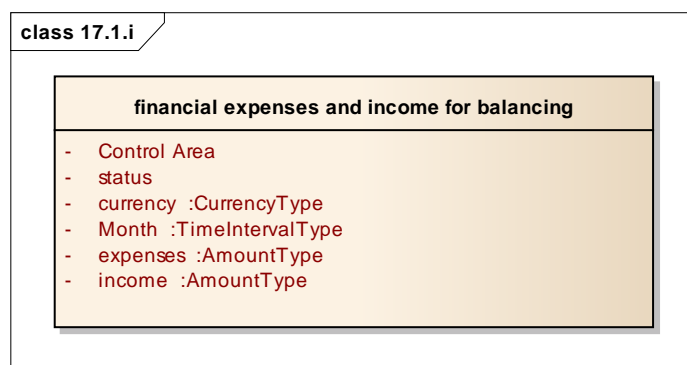 class 17.1.i
financial expenses and income for balancing
- Control Area
- status
- currency :CurrencyType
- Month :TimeIntervalType
- expenses :AmountType
- income :AmountType